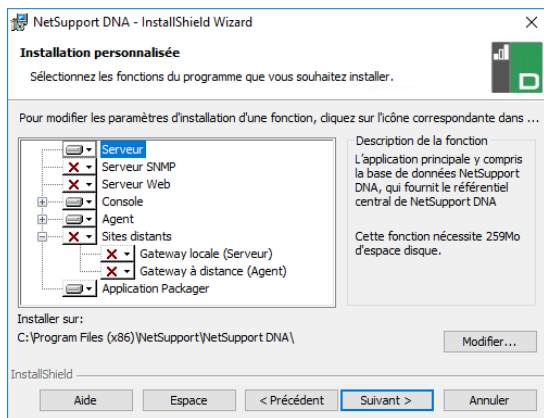 NetSupport DNA - InstallShield Wizard
Installation personnalisée
Sélectionnez les fonctions du programme que vous souhaitez installer.
D
Pour modifier les paramètres d'installation d'une fonction, cliquez sur l'icône correspondante dans ...
Serveur
Serveur SNMP
Serveur Web
Console
Agent
Sites distants
Gateway locale (Serveur)
Gateway à distance (Agent)
Application Packager
Description de la fonction
L'application principale y compris
la base de données NetSupport
DNA, qui fournit le référentiel
central de NetSupport DNA
Cette fonction nécessite 259Mo
d'espace disque.
Installer sur:
C:\Program Files (x86)\NetSupport\NetSupport DNA\
Modifier...
InstallShield
Aide
Espace
< Précédent
Suivant >
Annuler